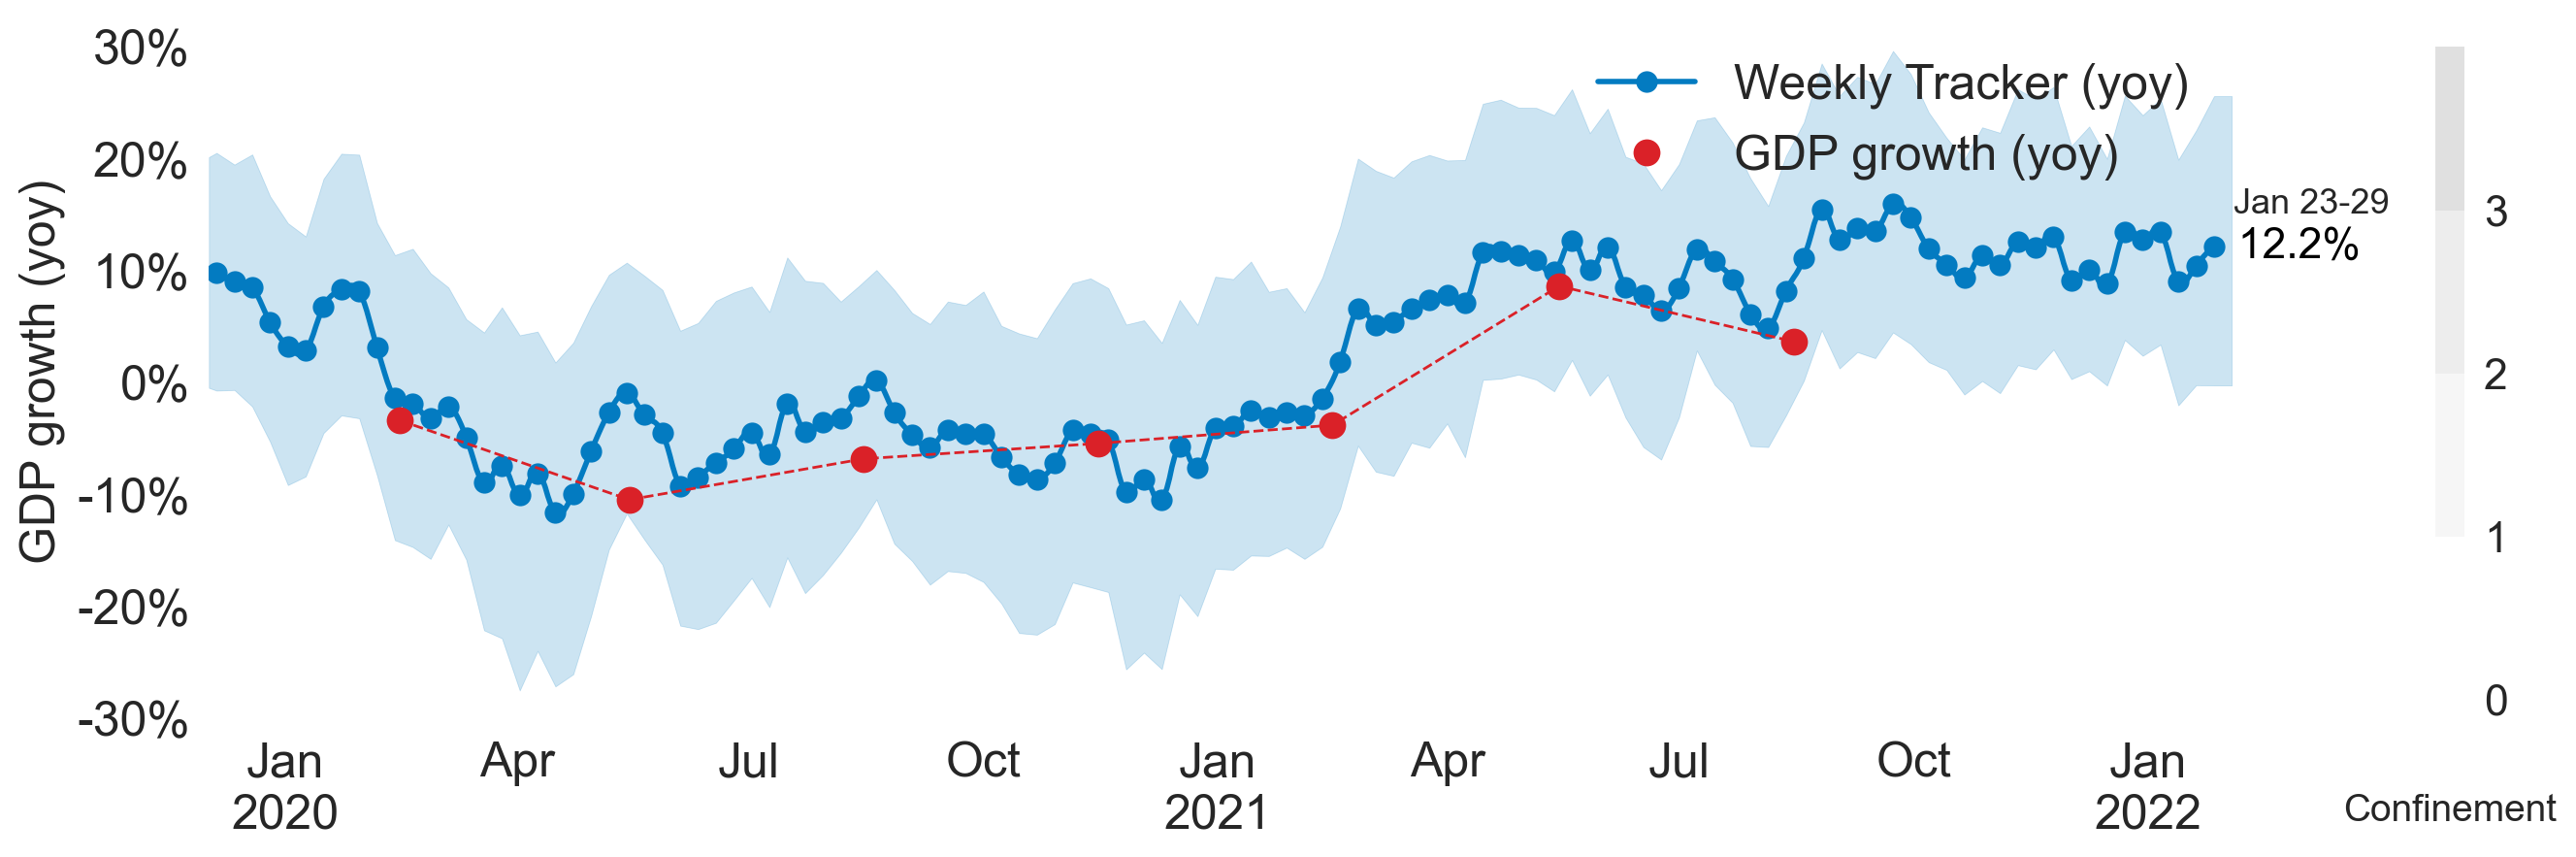 GDP growth (yoy)
30%
20%
10%
0%
-10%
-20%
-30%
Weekly Tracker (yoy)
GDP growth (yoy)
Jan 23-29
12.2%
Jan Apr Jul Oct Jan Apr Jul Oct Jan
2020 2021 2022
3
2
1
0
Confinement